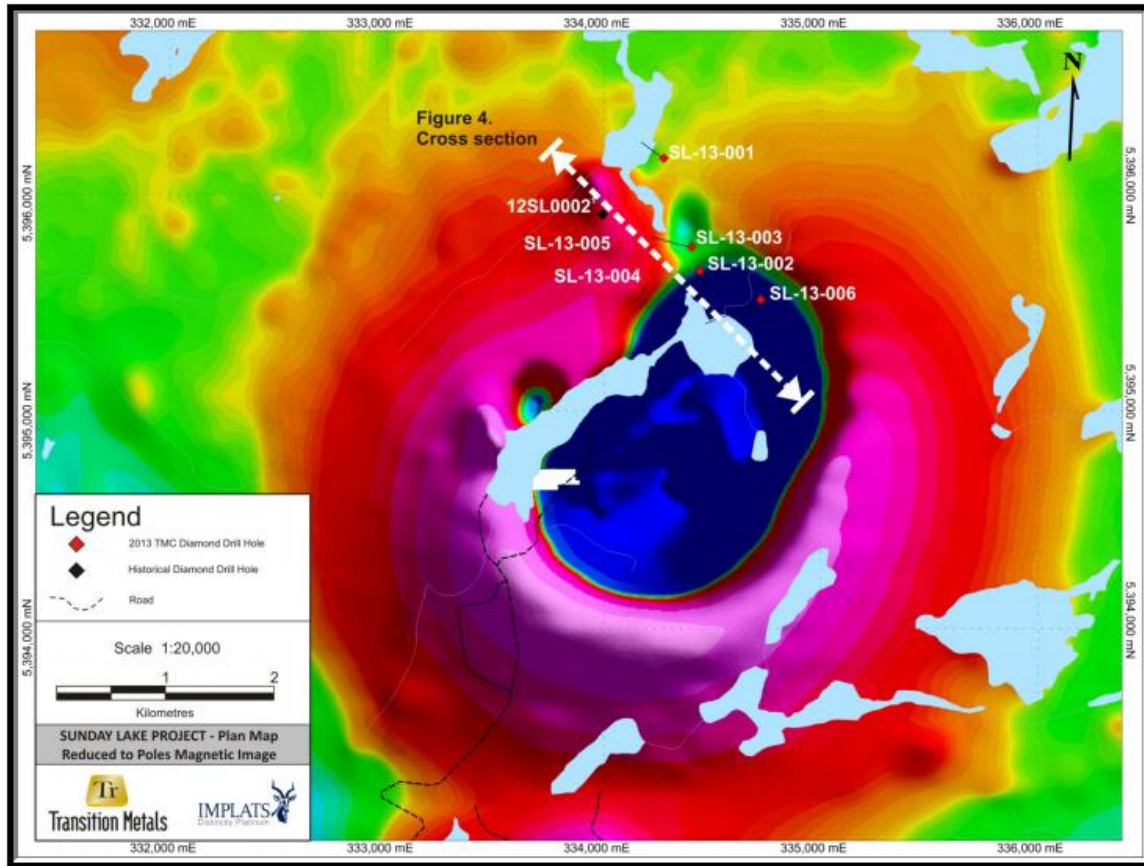 332,000 mE 333,000 mE 334,000 mE 335,000 mE 336,000 mE
N
Figure 4.
Cross section
SL-13-001
5,396,000 mN 5,396,000 mN
12SL0002
SL-13-005
SL-13-003
SL-13-002
SL-13-004
SL-13-006
5,395,000 mN 5,395,000 mN
Legend
2013 TMC Diamond Drill Hole
Historical Diamond Drill Hole
Road
5,394,000 mN 5,394,000 mN
Scale 1:20,000
1 2
Kilometres
SUNDAY LAKE PROJECT - Plan Map
Reduced to Poles Magnetic Image
Tr
Transition Metals
IMPLATS
Distinctly Platinum
332,000 mE 333,000 mE 334,000 mE 335,000 mE 336,000 mE